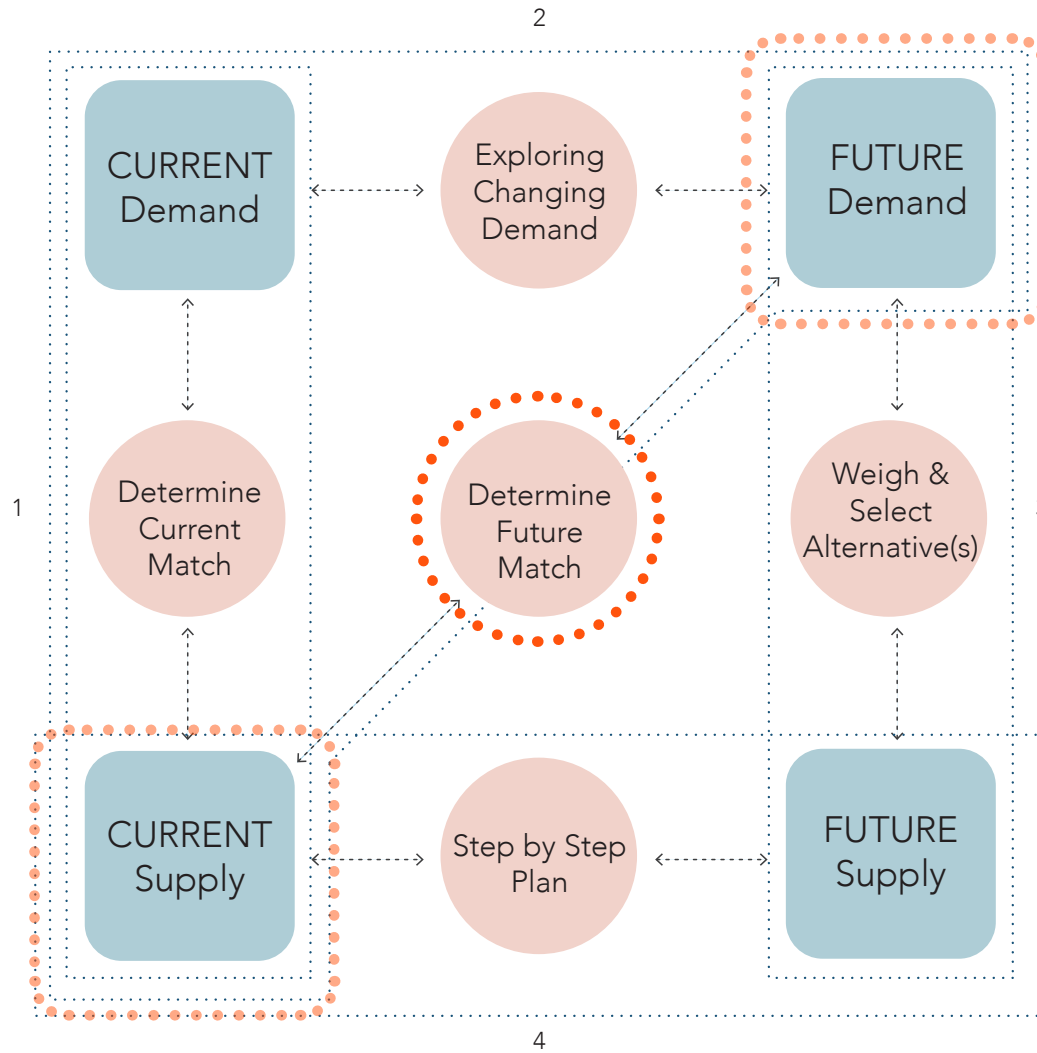 2
CURRENT
Demand
Exploring
Changing
Demand
FUTURE
Demand
1
Determine
Current
Match
Determine
Future
Match
Weigh &
Select
Alternative(s)
CURRENT
Supply
Step by Step
Plan
FUTURE
Supply
4